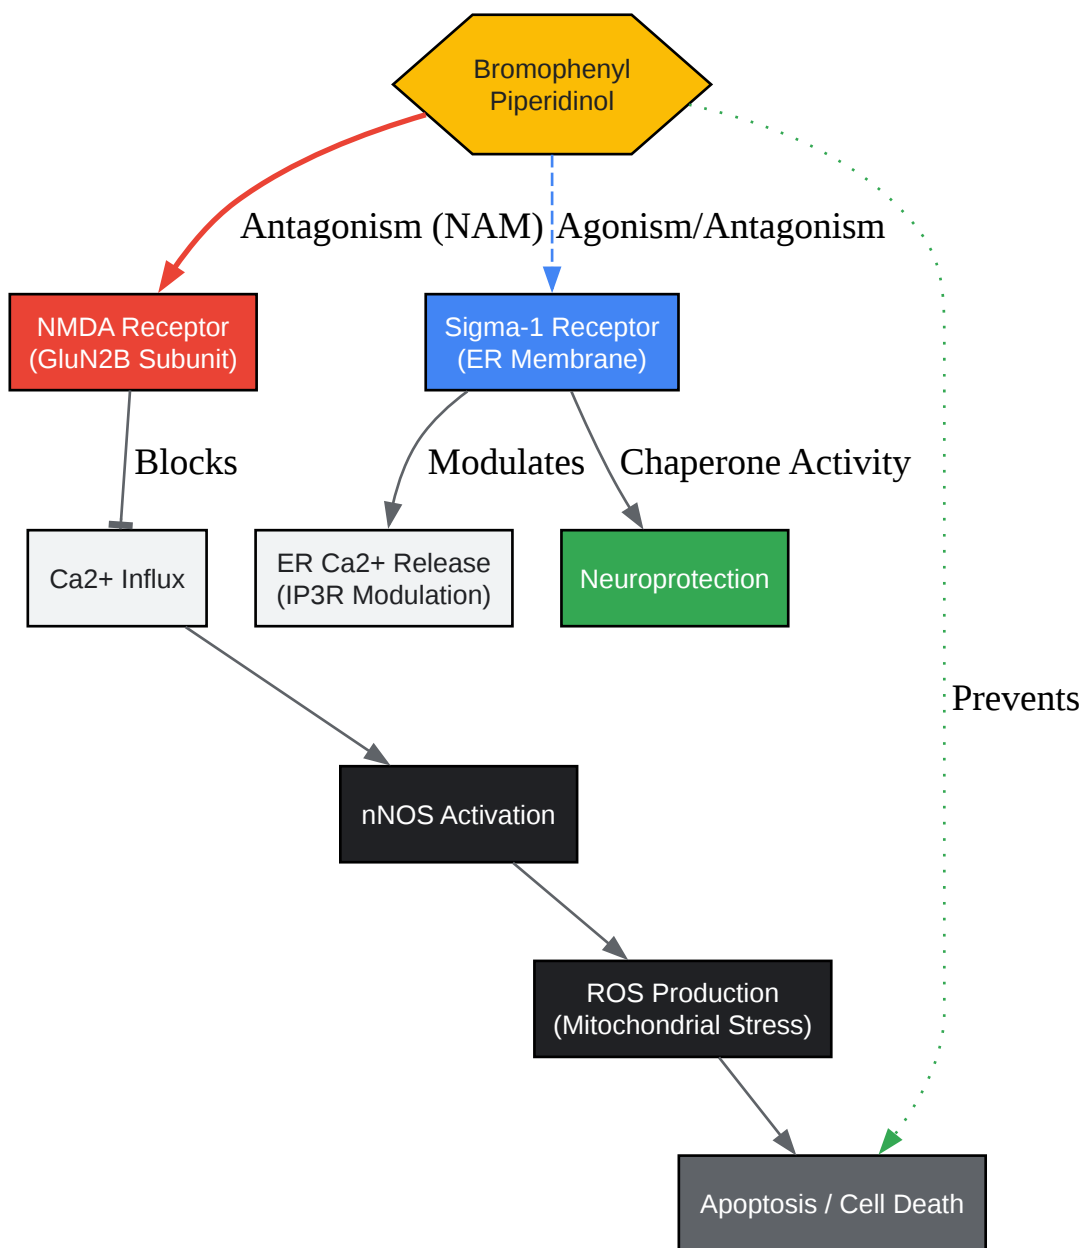 Bromophenyl
Piperidinol
Antagonism (NAM)
Agonism/Antagonism
NMDA Receptor
(GluN2B Subunit)
Sigma-1 Receptor
(ER Membrane)
Blocks
Modulates
Chaperone Activity
Ca2+ Influx
ER Ca2+ Release
(IP3R Modulation)
Neuroprotection
Prevents
nNOS Activation
ROS Production
(Mitochondrial Stress)
Apoptosis / Cell Death